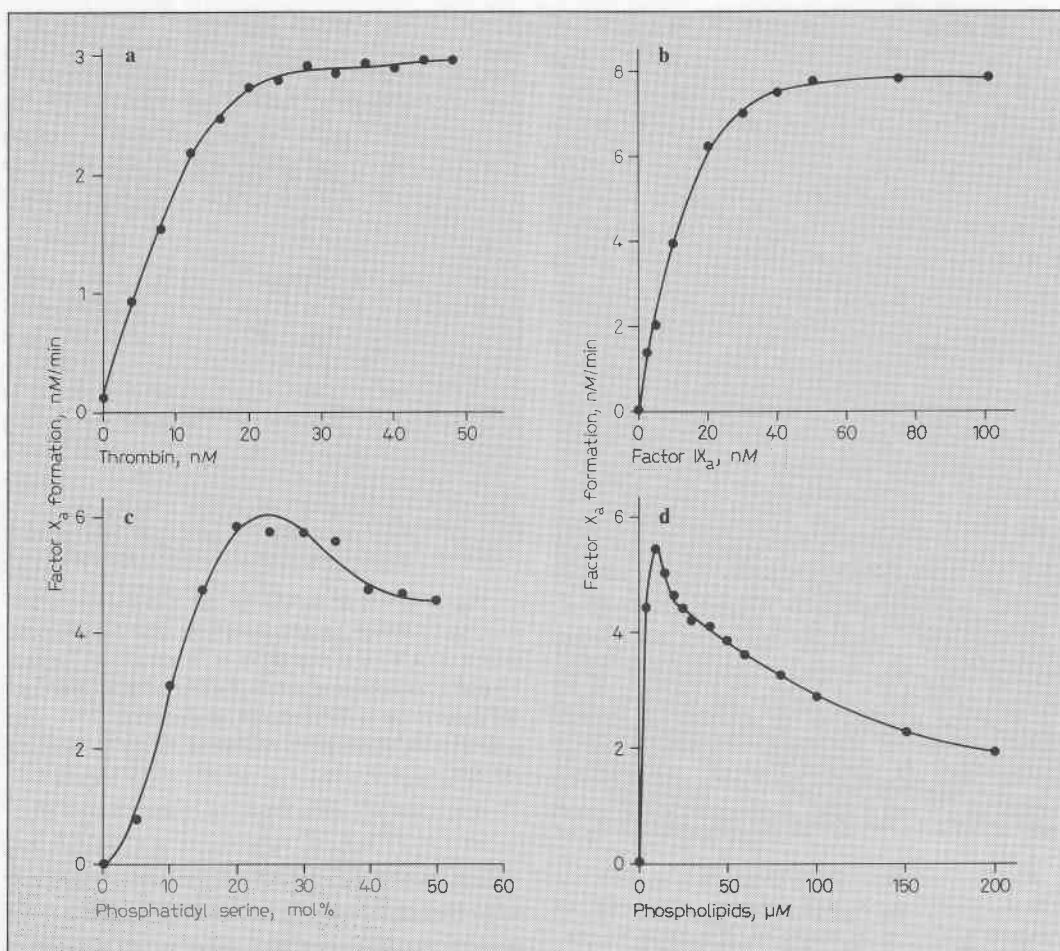 a
3
2
1
0
0 10 20 30 40 50
Thrombin, nM
b
8
6
4
2
0
0 20 40 60 80 100
Factor IXa, nM
Factor Xa formation, nM/min
Factor Xa formation, nM/min
c
6
4
2
0
0 10 20 30 40 50 60
Phosphatidyl serine, mol%
d
6
4
2
0
0 50 100 150 200
Phospholipids, µM